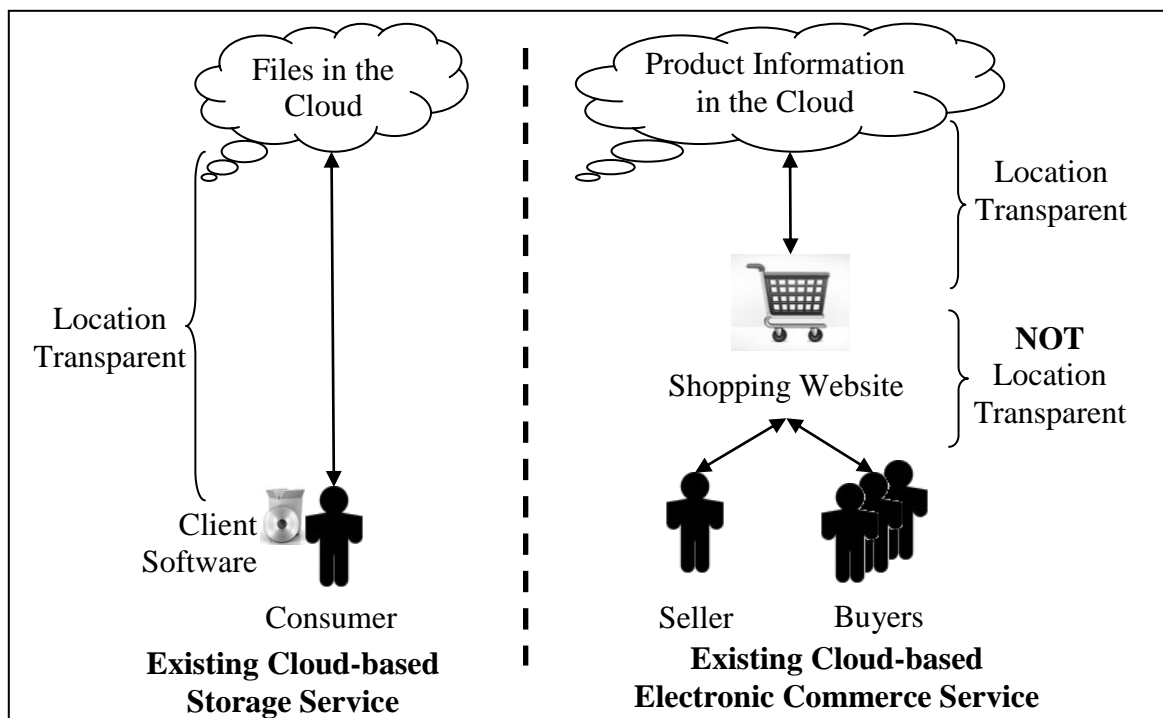 Files in the
Cloud
Location
Transparent
Client
Software
Consumer
Existing Cloud-based
Storage Service
Product Information
in the Cloud
Location
Transparent
Shopping Website
NOT
Location
Transparent
Seller
Buyers
Existing Cloud-based
Electronic Commerce Service